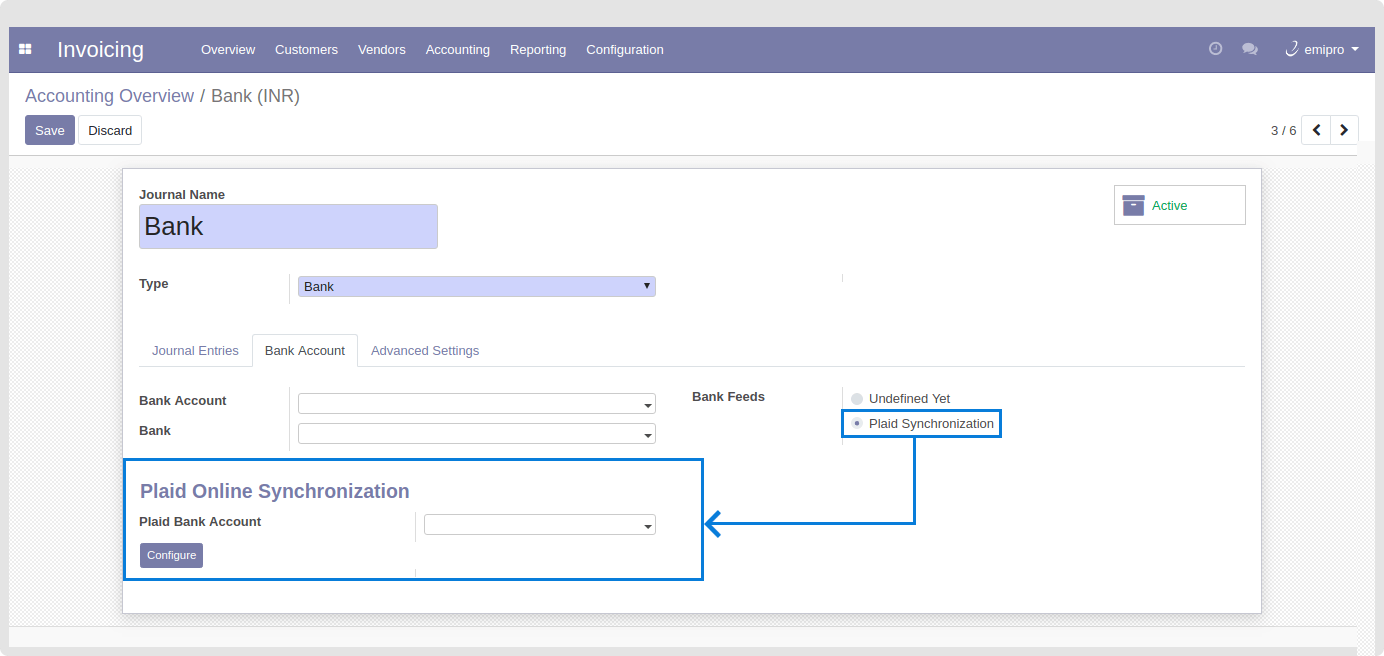 Invoicing Overview Customers Vendors Accounting Reporting Configuration emipro
Accounting Overview / Bank (INR)
Save Discard 3 / 6
Journal Name
Active
Bank
Type Bank
Journal Entries Bank Account Advanced Settings
Bank Account Bank Feeds Undefined Yet
Bank Plaid Synchronization
Plaid Online Synchronization
Plaid Bank Account
Configure